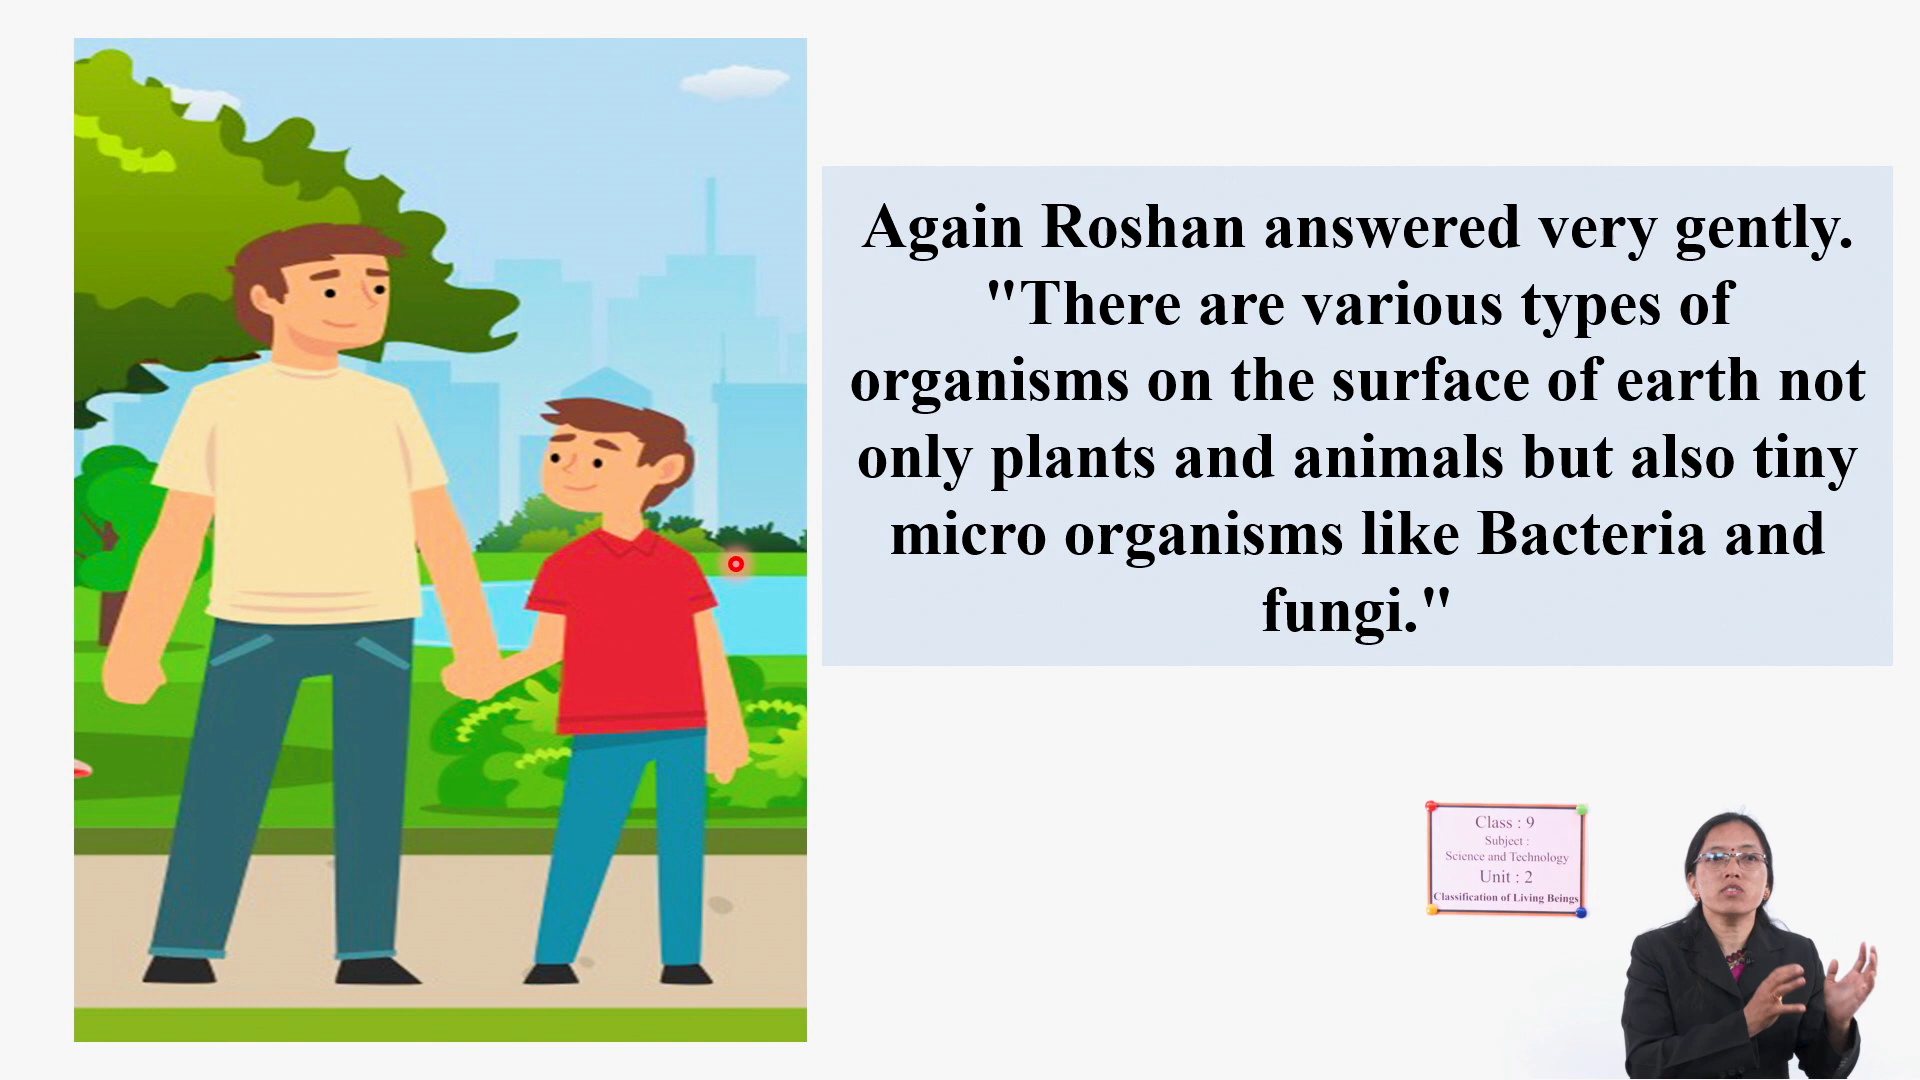 Again Roshan answered very gently.
"There are various types of
organisms on the surface of earth not
only plants and animals but also tiny
micro organisms like Bacteria and
fungi."
Class : 9
Subject :
Science and Technology
Unit : 2
Classification of Living Beings